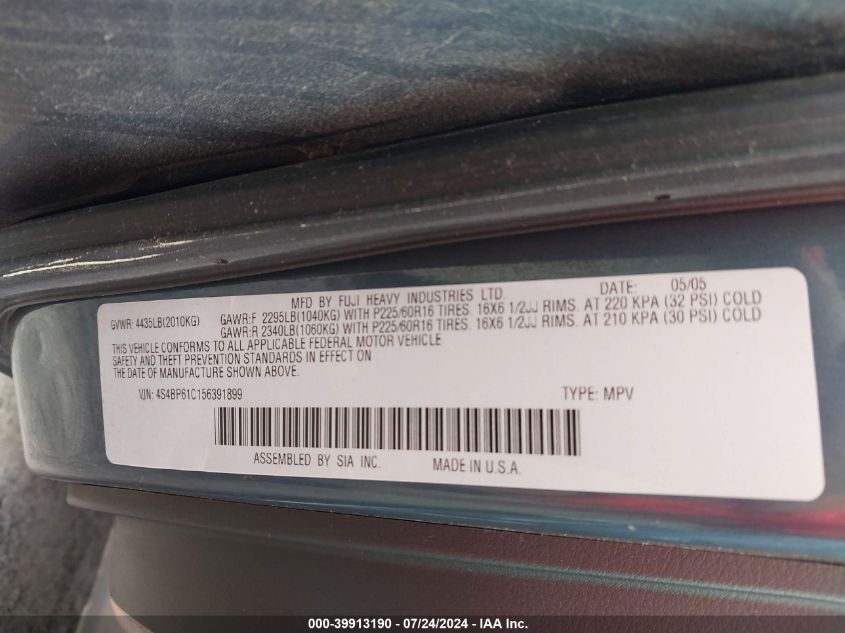 MFD BY FUJI HEAVY INDUSTRIES LTD DATE: 05/05
GVWR: 4435LB(2010KG) GAWR:F 2295LB(1040KG) WITH P225/60R16 TIRES. 16X6 1/2JJ RIMS. AT 220 KPA (32 PSI) COLD
GAWR:R 2340LB(1060KG) WITH P225/60R16 TIRES. 16X6 1/2JJ RIMS. AT 210 KPA (30 PSI) COLD
THIS VEHICLE CONFORMS TO ALL APPLICABLE FEDERAL MOTOR VEHICLE
SAFETY AND THEFT PREVENTION STANDARDS IN EFFECT ON
THE DATE OF MANUFACTURE SHOWN ABOVE.
VIN: 4S4BP61C156391899 TYPE: MPV
ASSEMBLED BY SIA INC. MADE IN U.S.A.
000-39913190 - 07/24/2024 - IAA Inc.